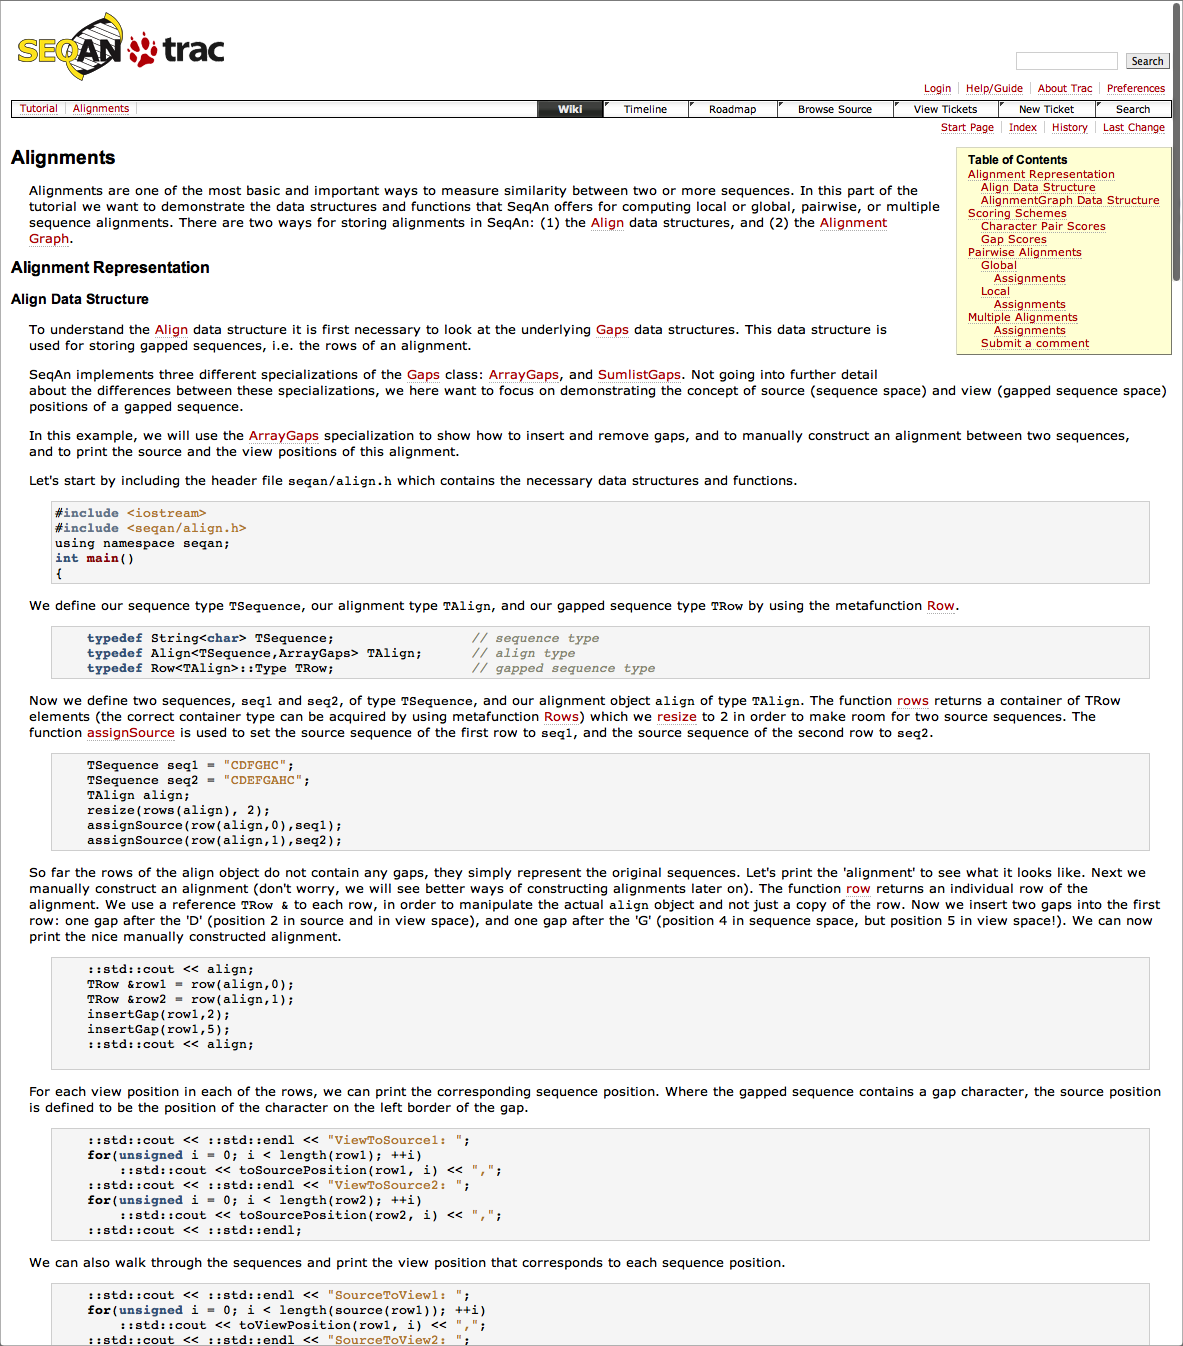 SEQAN trac
Search
Login Help/Guide About Trac Preferences
Tutorial Alignments Wiki Timeline Roadmap Browse Source View Tickets New Ticket Search
Start Page Index History Last Change
Alignments
Alignments are one of the most basic and important ways to measure similarity between two or more sequences. In this part of the
tutorial we want to demonstrate the data structures and functions that SeqAn offers for computing local or global, pairwise, or multiple
sequence alignments. There are two ways for storing alignments in SeqAn: (1) the Align data structures, and (2) the Alignment
Graph.
Table of Contents
Alignment Representation
Align Data Structure
AlignmentGraph Data Structure
Scoring Schemes
Character Pair Scores
Gap Scores
Pairwise Alignments
Global
Assignments
Local
Assignments
Multiple Alignments
Assignments
Submit a comment
Alignment Representation
Align Data Structure
To understand the Align data structure it is first necessary to look at the underlying Gaps data structures. This data structure is
used for storing gapped sequences, i.e. the rows of an alignment.
SeqAn implements three different specializations of the Gaps class: ArrayGaps, and SumlistGaps. Not going into further detail
about the differences between these specializations, we here want to focus on demonstrating the concept of source (sequence space) and view (gapped sequence space)
positions of a gapped sequence.
In this example, we will use the ArrayGaps specialization to show how to insert and remove gaps, and to manually construct an alignment between two sequences,
and to print the source and the view positions of this alignment.
Let's start by including the header file seqan/align.h which contains the necessary data structures and functions.
#include <iostream>
#include <seqan/align.h>
using namespace seqan;
int main()
{
We define our sequence type TSequence, our alignment type TAlign, and our gapped sequence type TRow by using the metafunction Row.
typedef String<char> TSequence; // sequence type
typedef Align<TSequence,ArrayGaps> TAlign; // align type
typedef Row<TAlign>::Type TRow; // gapped sequence type
Now we define two sequences, seq1 and seq2, of type TSequence, and our alignment object align of type TAlign. The function rows returns a container of TRow
elements (the correct container type can be acquired by using metafunction Rows) which we resize to 2 in order to make room for two source sequences. The
function assignSource is used to set the source sequence of the first row to seq1, and the source sequence of the second row to seq2.
TSequence seq1 = "CDFGHC";
TSequence seq2 = "CDEFGAHC";
TAlign align;
resize(rows(align), 2);
assignSource(row(align,0),seq1);
assignSource(row(align,1),seq2);
So far the rows of the align object do not contain any gaps, they simply represent the original sequences. Let's print the 'alignment' to see what it looks like. Next we
manually construct an alignment (don't worry, we will see better ways of constructing alignments later on). The function row returns an individual row of the
alignment. We use a reference TRow & to each row, in order to manipulate the actual align object and not just a copy of the row. Now we insert two gaps into the first
row: one gap after the 'D' (position 2 in source and in view space), and one gap after the 'G' (position 4 in sequence space, but position 5 in view space!). We can now
print the nice manually constructed alignment.
::std::cout << align;
TRow &row1 = row(align,0);
TRow &row2 = row(align,1);
insertGap(row1,2);
insertGap(row1,5);
::std::cout << align;
For each view position in each of the rows, we can print the corresponding sequence position. Where the gapped sequence contains a gap character, the source position
is defined to be the position of the character on the left border of the gap.
::std::cout << ::std::endl << "ViewToSource1: ";
for(unsigned i = 0; i < length(row1); ++i)
::std::cout << toSourcePosition(row1, i) << ",";
::std::cout << ::std::endl << "ViewToSource2: ";
for(unsigned i = 0; i < length(row2); ++i)
::std::cout << toSourcePosition(row2, i) << ",";
::std::cout << ::std::endl;
We can also walk through the sequences and print the view position that corresponds to each sequence position.
::std::cout << ::std::endl << "SourceToView1: ";
for(unsigned i = 0; i < length(source(row1)); ++i)
::std::cout << toViewPosition(row1, i) << ",";
::std::cout << ::std::endl << "SourceToView2: ";